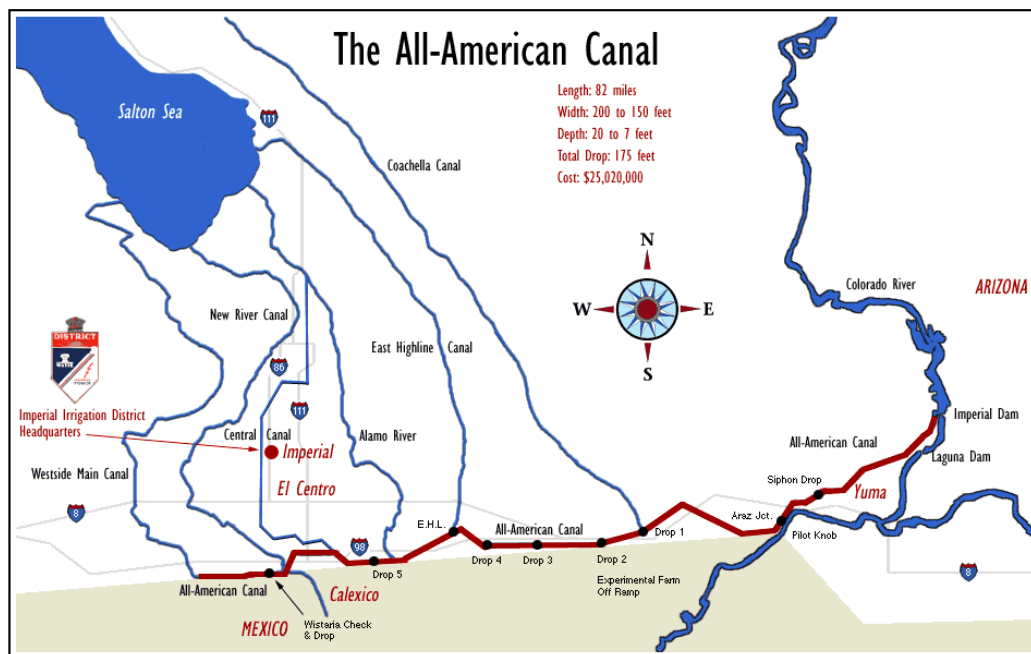 The All-American Canal
Length: 82 miles
Width: 200 to 150 feet
Depth: 20 to 7 feet
Total Drop: 175 feet
Cost: $25,020,000
Salton Sea
111
Coachella Canal
N
W
E
S
Colorado River
ARIZONA
New River Canal
East Highline Canal
DISTRICT
WATER
86
111
Imperial Irrigation District
Headquarters
Central Canal
Alamo River
Imperial
Imperial Dam
All-American Canal
Laguna Dam
Westside Main Canal
El Centro
Siphon Drop
Yuma
8
E.H.L.
All-American Canal
Araz Jct.
Pilot Knob
Drop 1
98
Drop 5
Drop 4
Drop 3
Drop 2
8
Experimental Farm
Off Ramp
All-American Canal
Calexico
Wistaria Check
& Drop
MEXICO